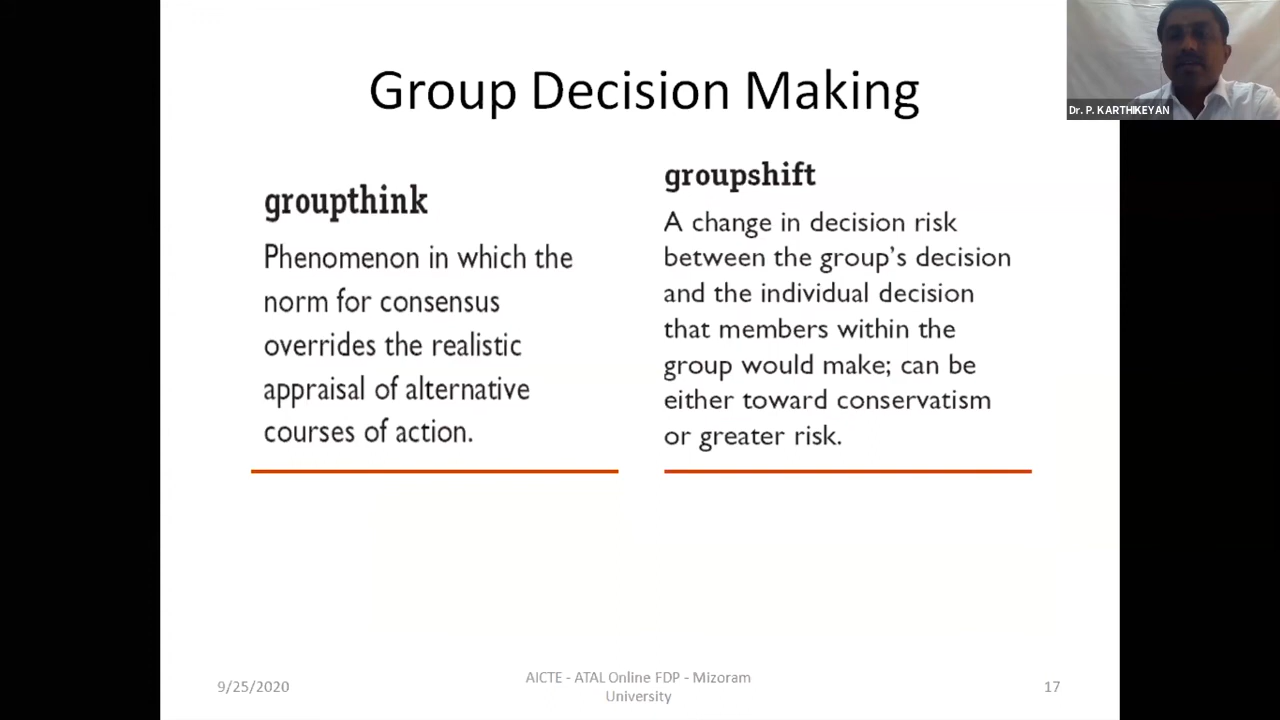 Group Decision Making
Dr. P. KARTHIKEYAN
groupthink
Phenomenon in which the
norm for consensus
overrides the realistic
appraisal of alternative
courses of action.
groupshift
A change in decision risk
between the group’s decision
and the individual decision
that members within the
group would make; can be
either toward conservatism
or greater risk.
9/25/2020
AICTE - ATAL Online FDP - Mizoram
University
17